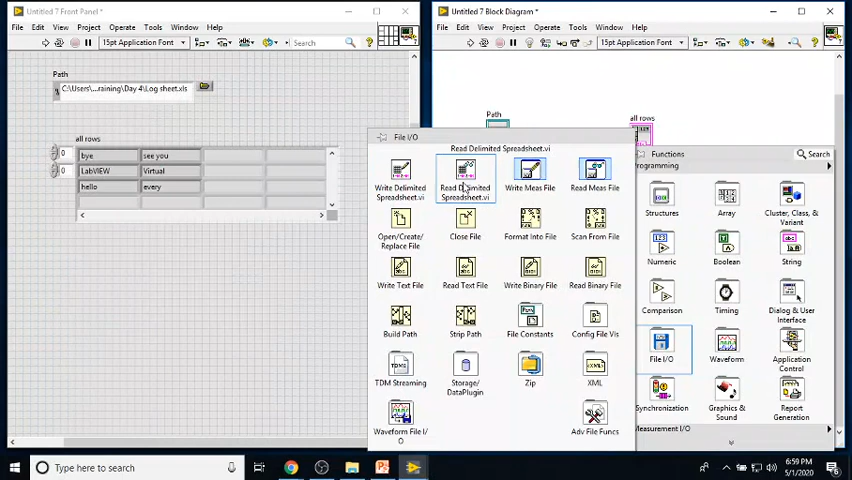 Untitled 7 Front Panel *
File Edit View Project Operate Tools Window
15pt Application Font
Search
Path
C:\Users\...raining\Day 4\Log sheet.xls
all rows
0 bye see you
0 LabVIEW Virtual
hello every
Untitled 7 Block Diagram *
File Edit View Project Operate Tools
15pt Application Font
Path
all rows
File I/O
Read Delimited Spreadsheet.vi
Write Delimited Spreadsheet.vi
Read Delimited Spreadsheet.vi
Write Meas File
Read Meas File
Open/Create/Replace File
Close File
Format Into File
Scan From File
Write Text File
Read Text File
Write Binary File
Read Binary File
Build Path
Strip Path
File Constants
Config File VIs
TDM Streaming
Storage/DataPlugin
Zip
XML
Waveform File I/O
Adv File Funcs
Functions
Search
Programming
Structures
Array
Cluster, Class, & Variant
Numeric
Boolean
String
Comparison
Timing
Dialog & User Interface
File I/O
Waveform
Application Control
Synchronization
Graphics & Sound
Report Generation
Measurement I/O
Type here to search
6:59 PM
5/1/2020